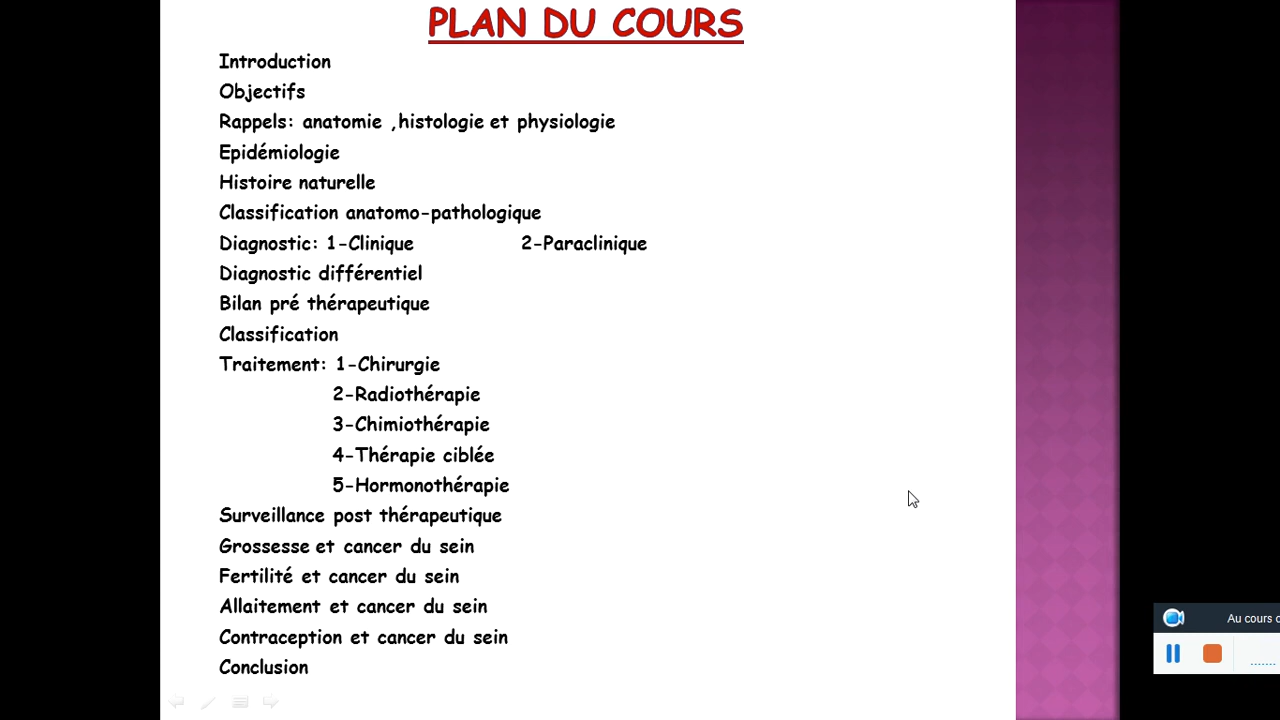 PLAN DU COURS
Introduction
Objectifs
Rappels: anatomie ,histologie et physiologie
Epidémiologie
Histoire naturelle
Classification anatomo-pathologique
Diagnostic: 1-Clinique 2-Paraclinique
Diagnostic différentiel
Bilan pré thérapeutique
Classification
Traitement: 1-Chirurgie
2-Radiothérapie
3-Chimiothérapie
4-Thérapie ciblée
5-Hormonothérapie
Surveillance post thérapeutique
Grossesse et cancer du sein
Fertilité et cancer du sein
Allaitement et cancer du sein
Contraception et cancer du sein
Conclusion
Au cours